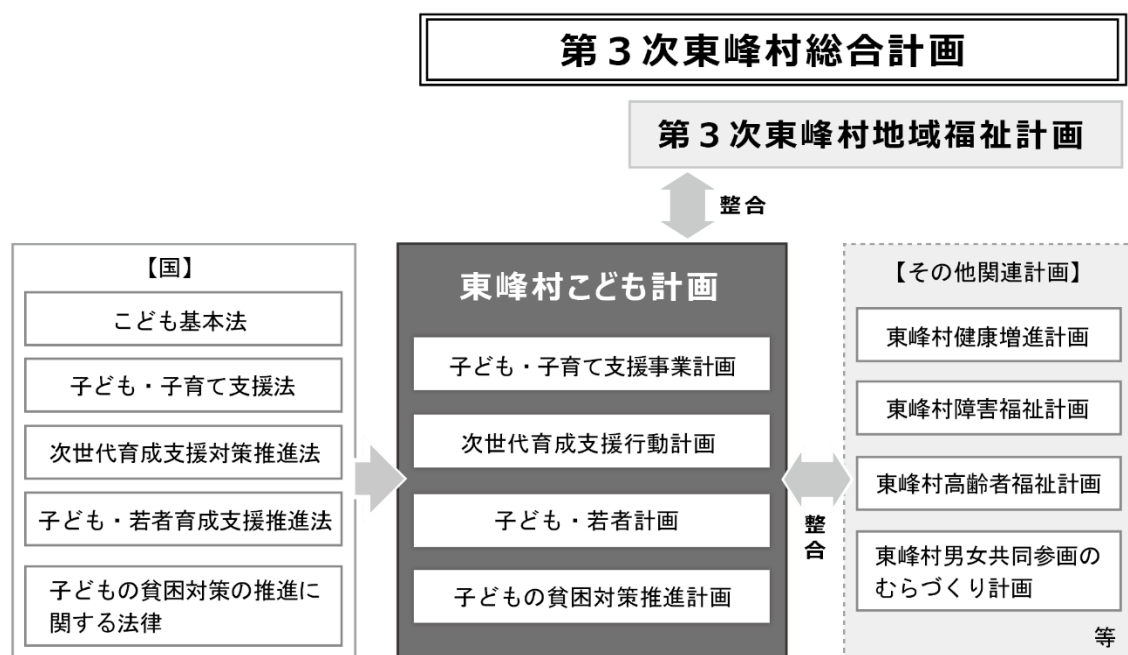 第3次東峰村総合計画
第3次東峰村地域福祉計画
整合
【国】
こども基本法
子ども・子育て支援法
次世代育成支援対策推進法
子ども・若者育成支援推進法
子どもの貧困対策の推進に
関する法律
東峰村こども計画
子ども・子育て支援事業計画
次世代育成支援行動計画
子ども・若者計画
子どもの貧困対策推進計画
整合
【その他関連計画】
東峰村健康増進計画
東峰村障害福祉計画
東峰村高齢者福祉計画
東峰村男女共同参画の
むらづくり計画
等